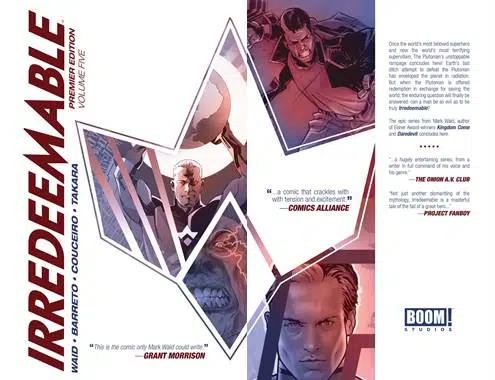 IRREDEEMABLE
PREMIER EDITION
VOLUME FIVE
WAID • BARRETO • COUCEIRO • TAKARA
“This is the comic only Mark Waid could write.”
—GRANT MORRISON
“...a comic that crackles with
with tension and excitement.”
—COMICS ALLIANCE
Once the world's most beloved superhero
and now the world's most terrifying
supervillain, The Plutonian's unstoppable
rampage concludes here! Earth's last
ditch attempt to defeat the Plutonian
has enveloped the planet in radiation.
But when the Plutonian is offered
redemption in exchange for saving the
world, the enduring question will finally be
answered: can a man be so evil as to be
truly Irredeemable?
The epic series from Mark Waid, author
of Eisner Award-winners Kingdom Come
and Daredevil concludes here.
• • • • •
“...a hugely entertaining series, from a
writer in full command of his voice and
his genre.”
—THE ONION A.V. CLUB
“Not just another dismantling of the
mythology, Irredeemable is a masterful
tale of the fall of a great hero...”
—PROJECT FANBOY
BOOM!
STUDIOS